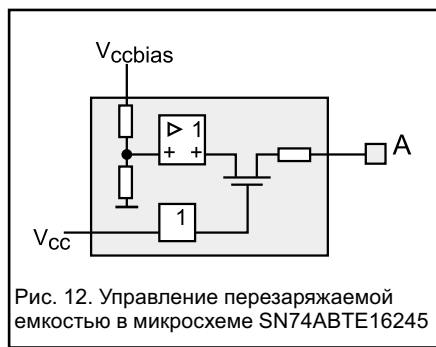 Vccbias
▷ 1
+ +
A
Vcc
1
Рис. 12. Управление перезаряжаемой
емкостью в микросхеме SN74ABTE16245